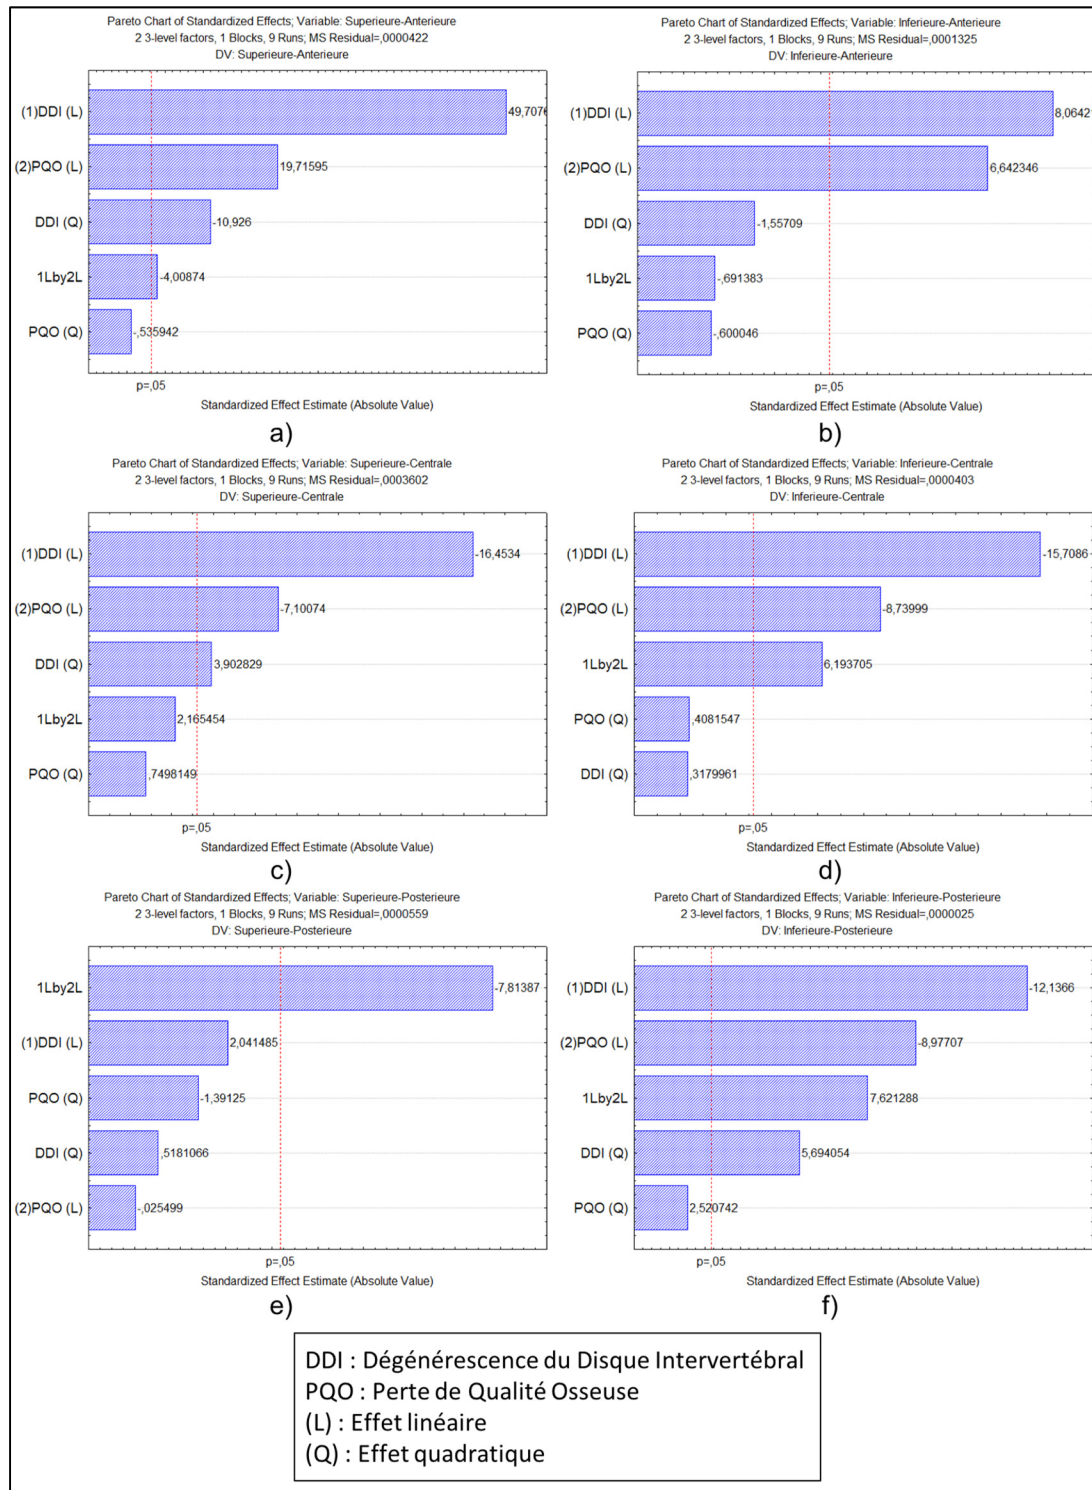 Pareto Chart of Standardized Effects; Variable: Superieure-Anterieure
2 3-level factors, 1 Blocks, 9 Runs; MS Residual=,0000422
DV: Superieure-Anterieure
(1)DDI (L)
49,7076
(2)PQO (L)
19,71595
DDI (Q)
-10,926
1Lby2L
-4,00874
PQO (Q)
-,535942
p=,05
Standardized Effect Estimate (Absolute Value)
a)
Pareto Chart of Standardized Effects; Variable: Inferieure-Anterieure
2 3-level factors, 1 Blocks, 9 Runs; MS Residual=,0001325
DV: Inferieure-Anterieure
(1)DDI (L)
8,0642
(2)PQO (L)
6,642346
DDI (Q)
-1,55709
1Lby2L
-,691383
PQO (Q)
-,600046
p=,05
Standardized Effect Estimate (Absolute Value)
b)
Pareto Chart of Standardized Effects; Variable: Superieure-Centrale
2 3-level factors, 1 Blocks, 9 Runs; MS Residual=,0003602
DV: Superieure-Centrale
(1)DDI (L)
-16,4534
(2)PQO (L)
-7,10074
DDI (Q)
3,902829
1Lby2L
2,165454
PQO (Q)
,7498149
p=,05
Standardized Effect Estimate (Absolute Value)
c)
Pareto Chart of Standardized Effects; Variable: Inferieure-Centrale
2 3-level factors, 1 Blocks, 9 Runs; MS Residual=,0000403
DV: Inferieure-Centrale
(1)DDI (L)
-15,7086
(2)PQO (L)
-8,73999
1Lby2L
6,193705
PQO (Q)
,4081547
DDI (Q)
,3179961
p=,05
Standardized Effect Estimate (Absolute Value)
d)
Pareto Chart of Standardized Effects; Variable: Superieure-Posterieure
2 3-level factors, 1 Blocks, 9 Runs; MS Residual=,0000559
DV: Superieure-Posterieure
1Lby2L
-7,81387
(1)DDI (L)
2,041485
PQO (Q)
-1,39125
DDI (Q)
,5181066
(2)PQO (L)
-,025499
p=,05
Standardized Effect Estimate (Absolute Value)
e)
Pareto Chart of Standardized Effects; Variable: Inferieure-Posterieure
2 3-level factors, 1 Blocks, 9 Runs; MS Residual=,0000025
DV: Inferieure-Posterieure
(1)DDI (L)
-12,1366
(2)PQO (L)
-8,97707
1Lby2L
7,621288
DDI (Q)
5,694054
PQO (Q)
2,520742
p=,05
Standardized Effect Estimate (Absolute Value)
f)
DDI : Dégénérescence du Disque Intervertébral
PQO : Perte de Qualité Osseuse
(L) : Effet linéaire
(Q) : Effet quadratique